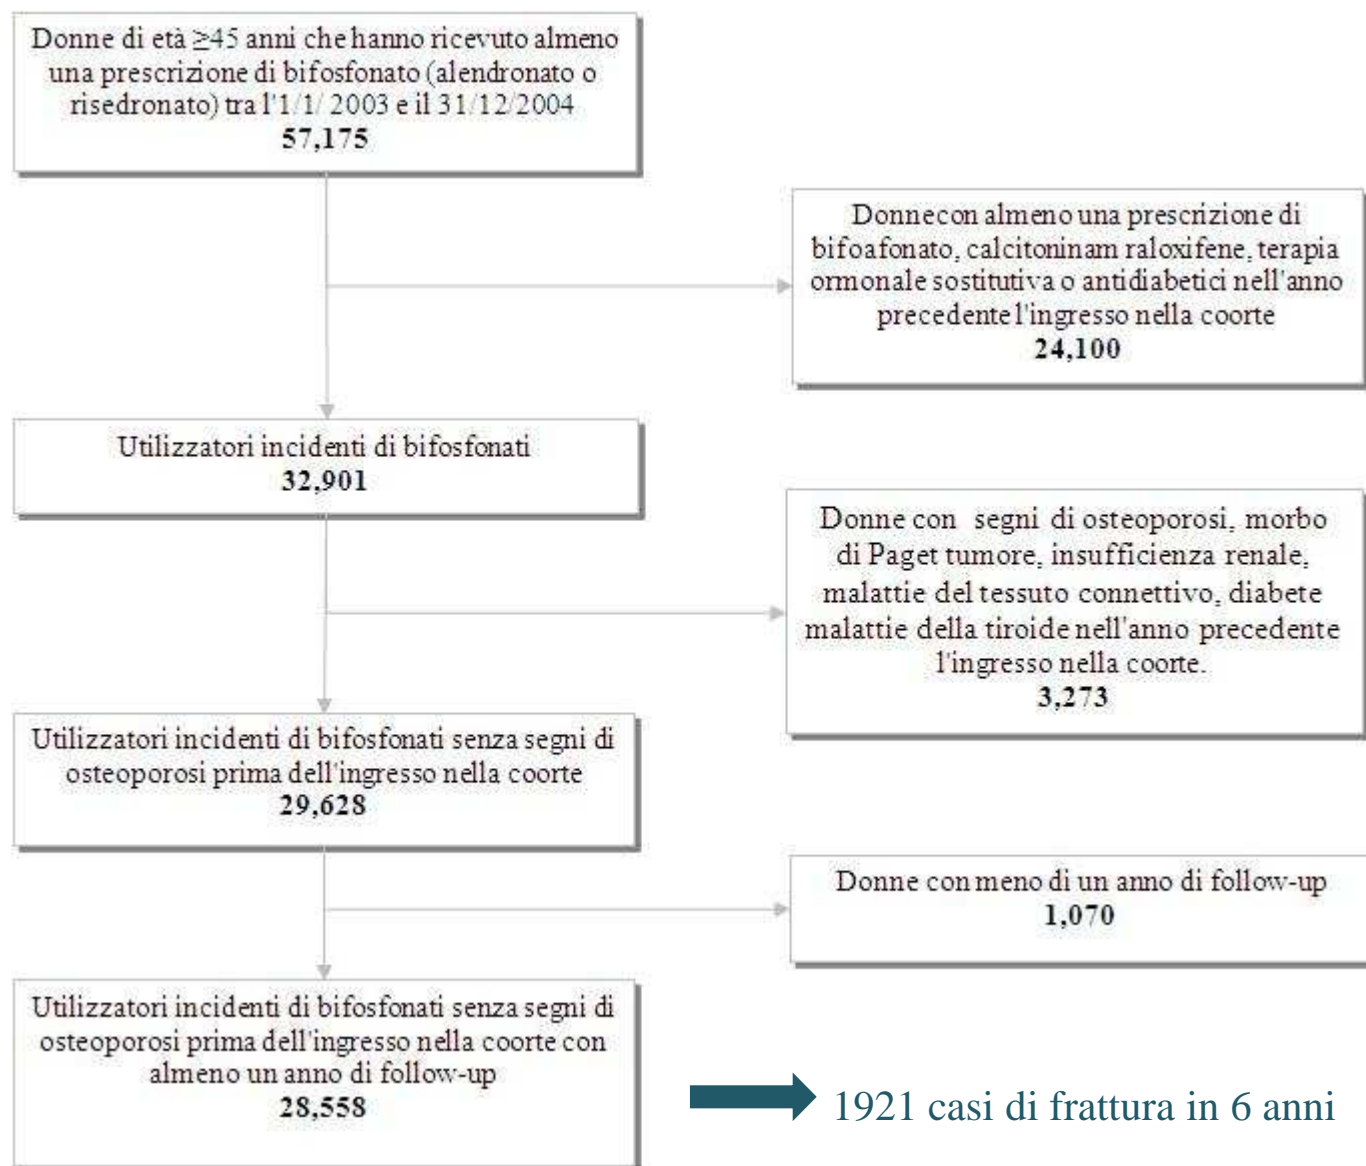 Donne di età ≥45 anni che hanno ricevuto almeno
una prescrizione di bifosfonato (alendronato o
risedronato) tra l'1/1/ 2003 e il 31/12/2004
57,175
Donnecon almeno una prescrizione di
bifoafonato, calcitoninam raloxifene, terapia
ormonale sostitutiva o antidiabetici nell'anno
precedente l'ingresso nella coorte
24,100
Utilizzatori incidenti di bifosfonati
32,901
Donne con segni di osteoporosi, morbo
di Paget tumore, insufficienza renale,
malattie del tessuto connettivo, diabete
malattie della tiroide nell'anno precedente
l'ingresso nella coorte.
3,273
Utilizzatori incidenti di bifosfonati senza segni di
osteoporosi prima dell'ingresso nella coorte
29,628
Donne con meno di un anno di follow-up
1,070
Utilizzatori incidenti di bifosfonati senza segni di
osteoporosi prima dell'ingresso nella coorte con
almeno un anno di follow-up
28,558
1921 casi di frattura in 6 anni